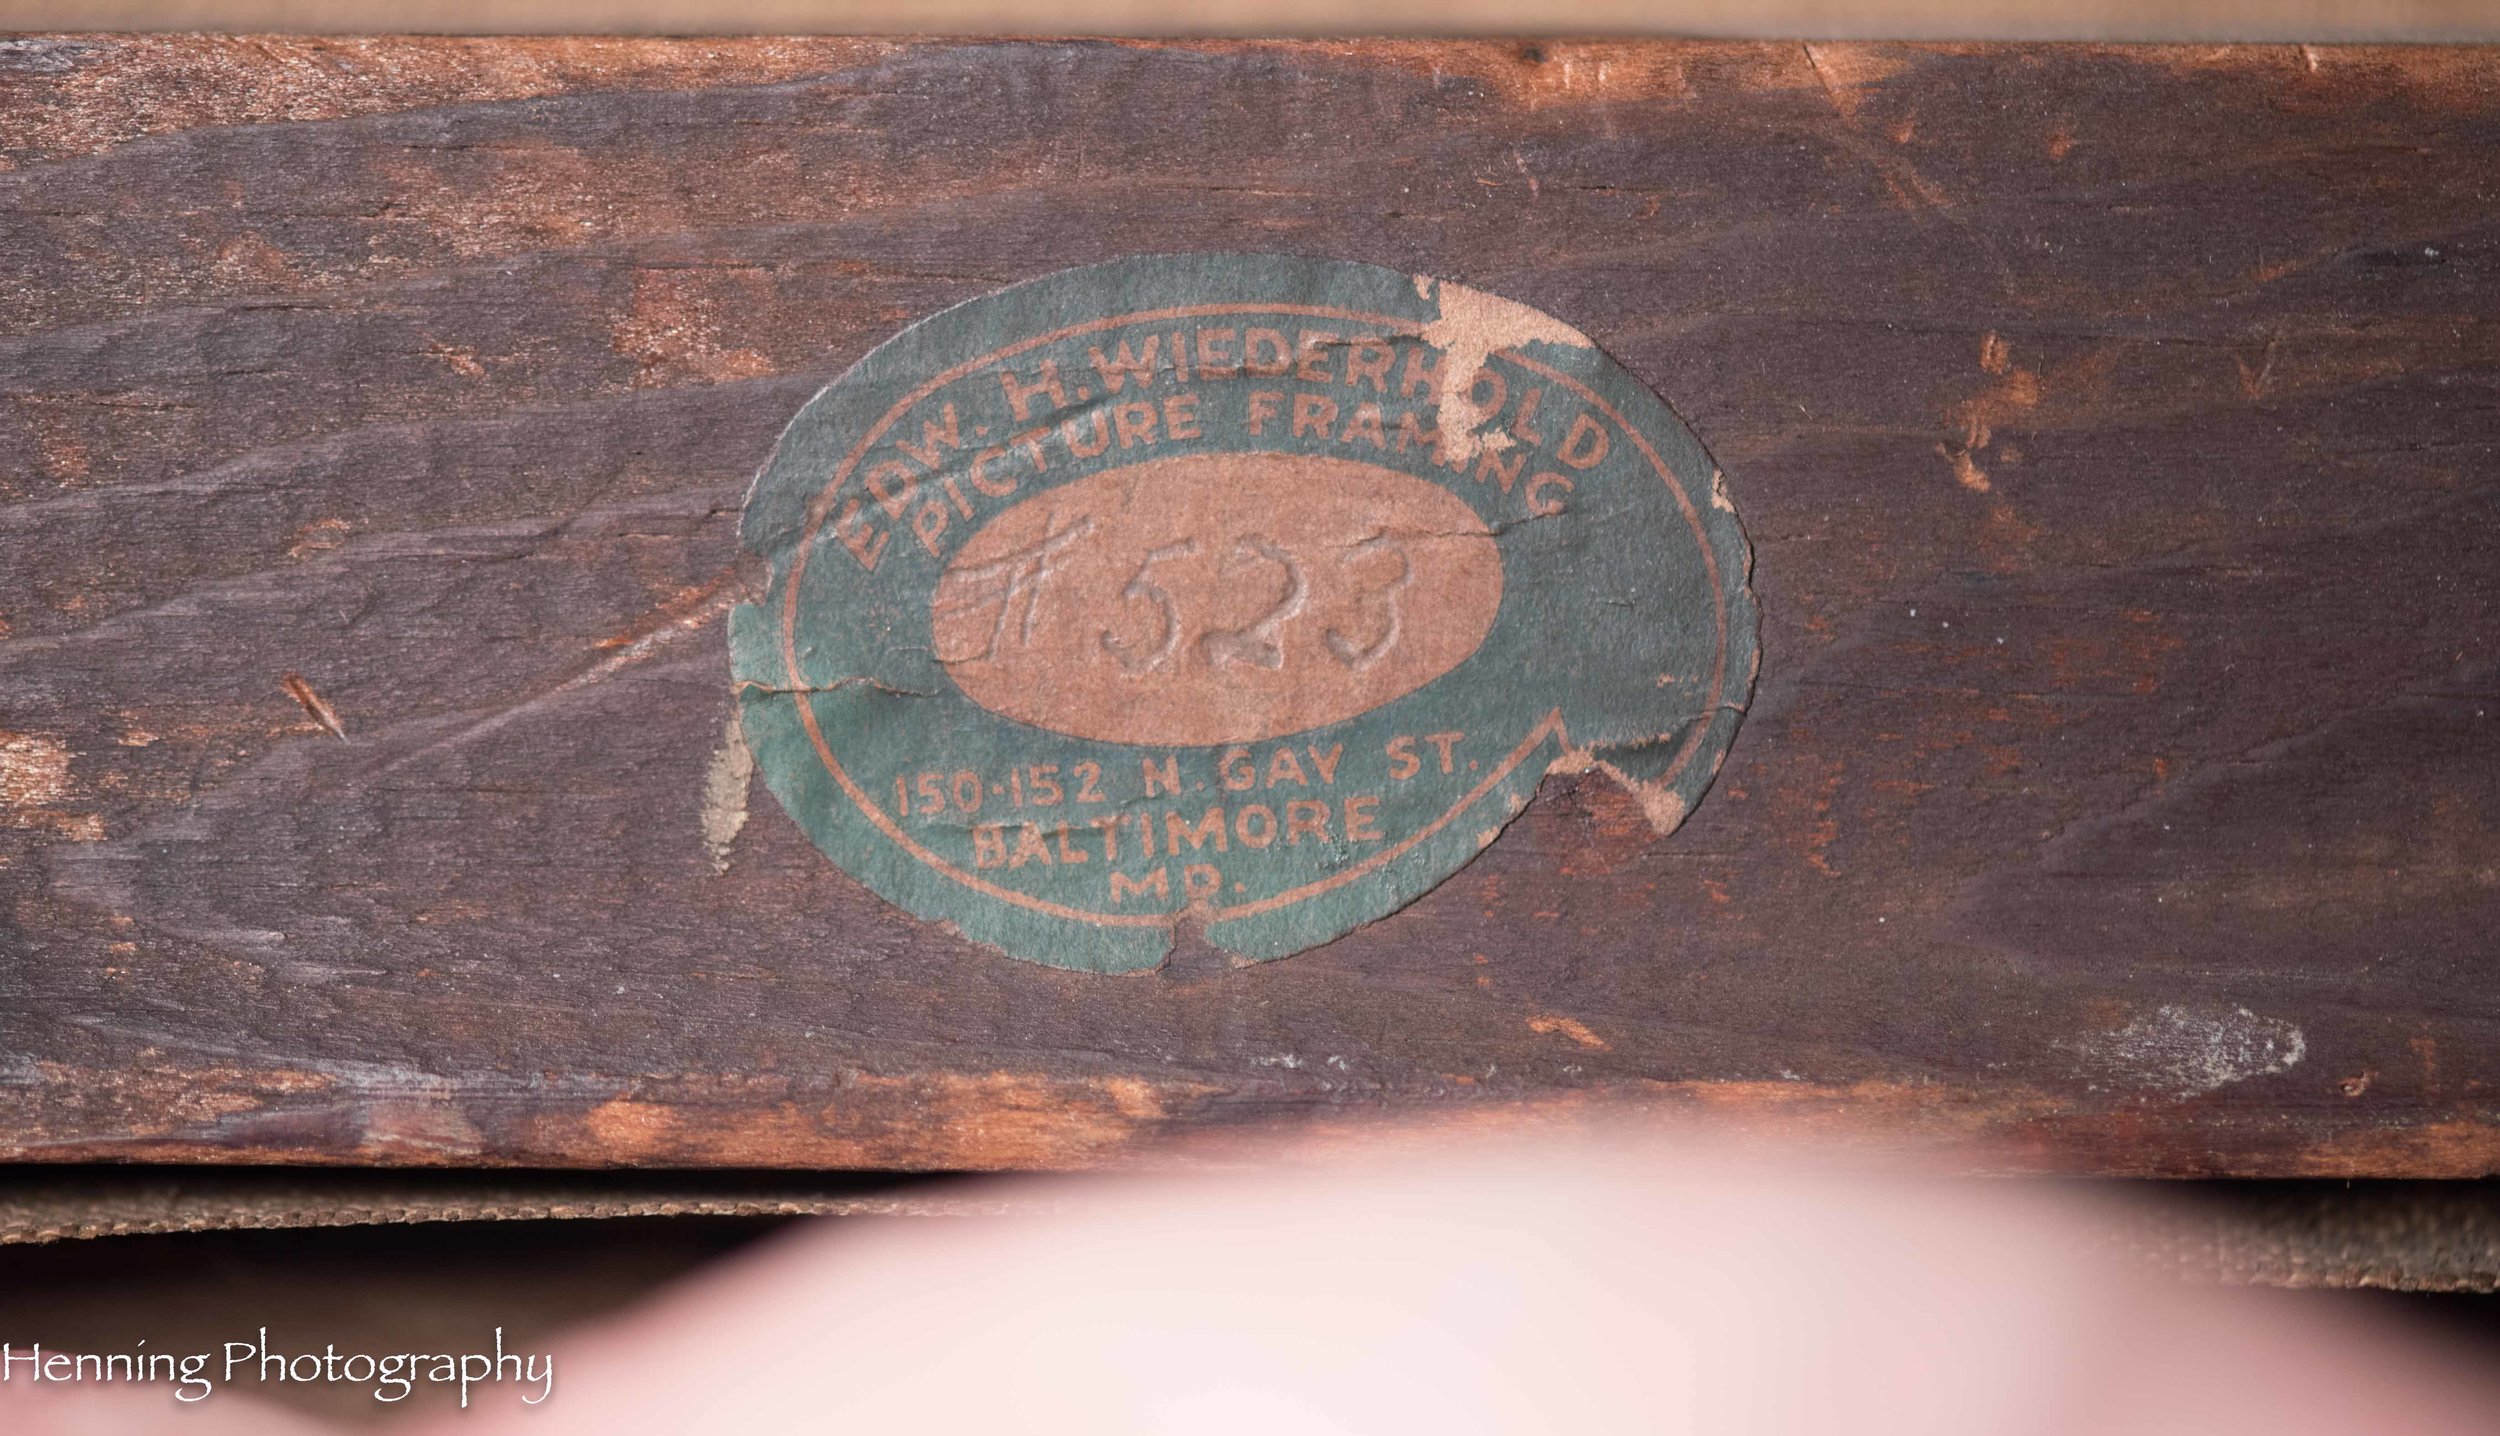 EDW. H. WIEDERHOLD
PICTURE FRAMING
# 523
150-152 N. GAY ST.
BALTIMORE
MD.
Henning Photography